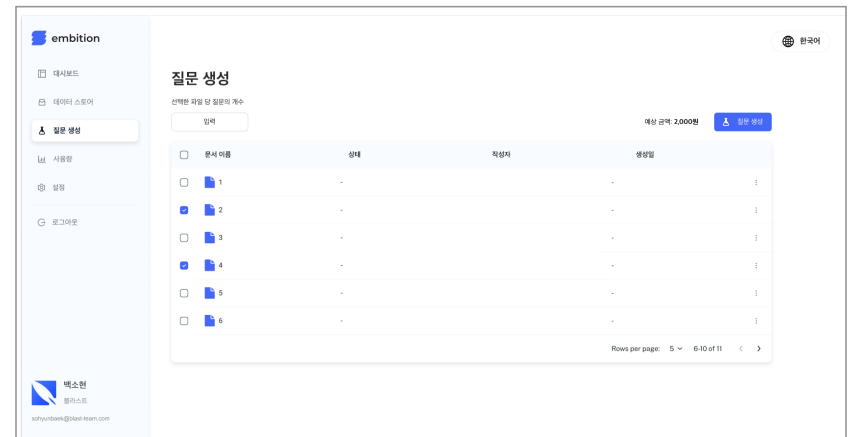 embition
한국어
대시보드
데이터 스토어
질문 생성
사용량
설정
로그아웃
질문 생성
선택한 파일 당 질문의 개수
입력
예상 금액: 2,000원
질문 생성
문서 이름 상태 작성자 생성일
1 - -
2 - -
3 - -
4 - -
5 - -
6 - -
Rows per page: 5 6-10 of 11
백소현
블라스트
sohyunbaek@blast-team.com